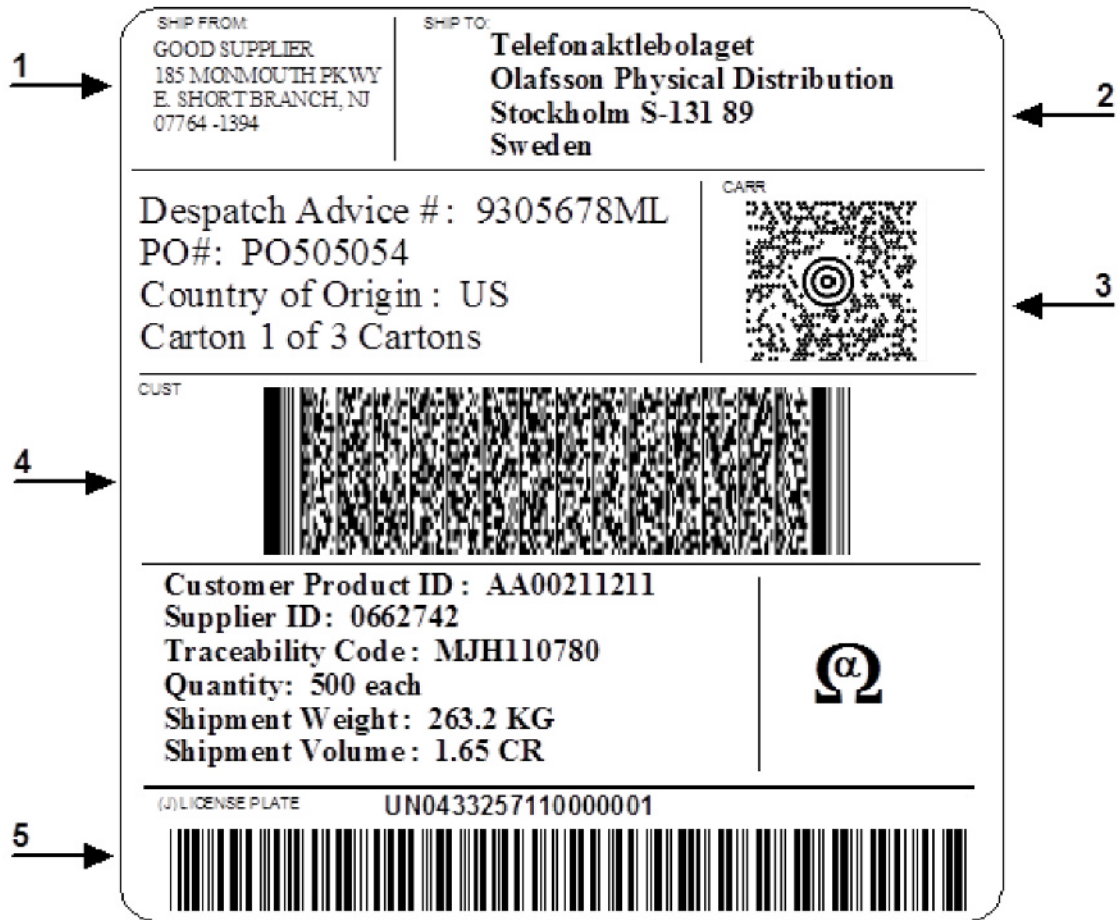 1
SHIP FROM:
GOOD SUPPLIER
185 MONMOUTH PKWY
E. SHORT BRANCH, NJ
07764 -1394
SHIP TO:
Telefonaktlebolaget
Olafsson Physical Distribution
Stockholm S-131 89
Sweden
2
Despatch Advice #: 9305678ML
PO#: PO505054
Country of Origin : US
Carton 1 of 3 Cartons
CARR
3
CUST
4
Customer Product ID : AA00211211
Supplier ID: 0662742
Traceability Code : MJH110780
Quantity: 500 each
Shipment Weight : 263.2 KG
Shipment Volume : 1.65 CR
Ω
α
(J) LICENSE PLATE UN0433257110000001
5